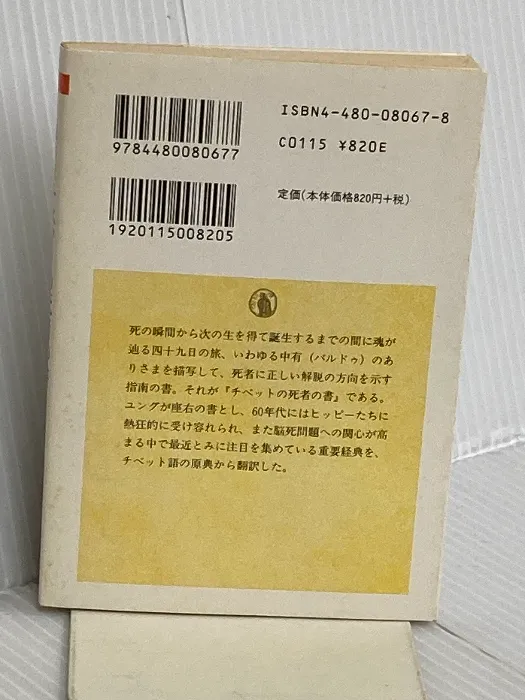 ISBN4-480-08067-8
9784480080677
C0115 ¥820E
定価(本体価格820円+税)
1920115008205
死の瞬間から次の生を得て誕生するまでの間に魂が
辿る四十九日の旅、いわゆる中有（バルドゥ）のあ
りさまを描写して、死者に正しい解説の方向を示す
指南の書。それが『チベットの死者の書』である。
ユングが座右の書とし、60年代にはヒッピーたちに
熱狂的に受け容れられ、また脳死問題への関心が高
まる中で最近とみに注目を集めている重要経典を、
チベット語の原典から翻訳した。